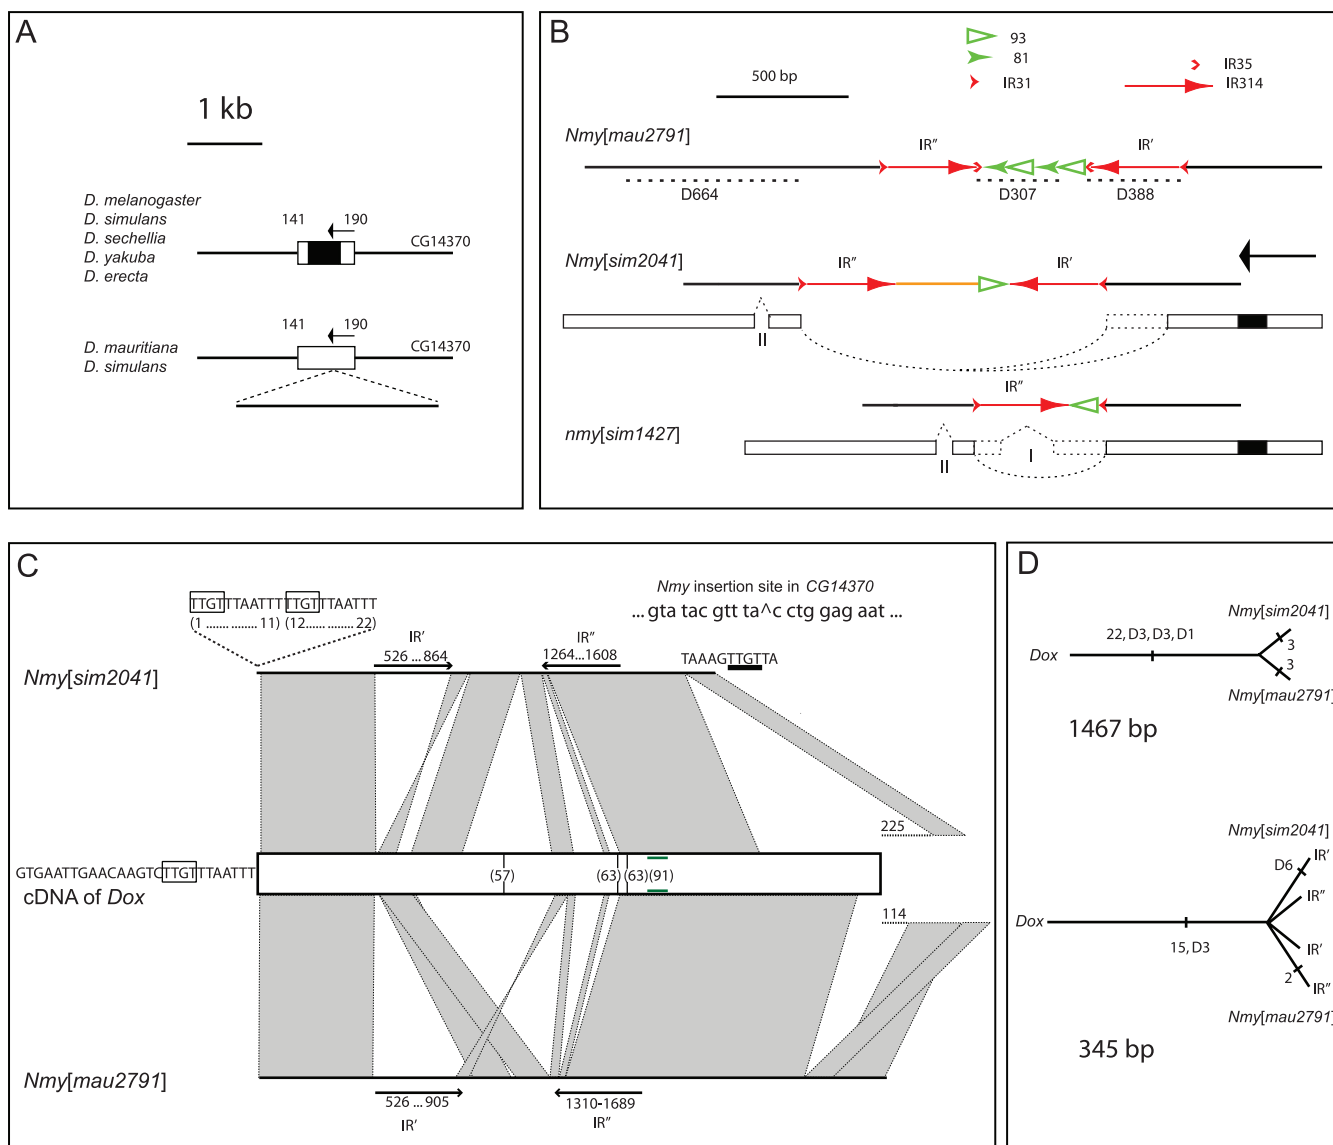 A
1 kb
D. melanogaster
D. simulans
D. sechellia
D. yakuba
D. erecta
141
190
CG14370
D. mauritiana
D. simulans
141
190
CG14370
B
93
81
IR31
IR35
IR314
500 bp
Nmy[mau2791]
IR″
IR′
D664
D307
D388
Nmy[sim2041]
IR″
IR′
II
IR″
nmy[sim1427]
II
I
C
TTGTTTAATTTTTGTTTAATTT
(1 ...... ........ 11) (12...... ........ 22)
Nmy insertion site in CG14370
... gta tac gtt ta^c ctg gag aat ...
IR′
526 ... 864
IR″
1264...1608
TAAAGTTGTTA
Nmy[sim2041]
225
GTGAATTGAACAAGTCTTGTTTAATTT
cDNA of Dox
(57)
(63)
(63)
(91)
114
Nmy[mau2791]
526 ... 905
IR′
1310-1689
IR″
D
Nmy[sim2041]
22, D3, D3, D1
3
Dox
3
Nmy[mau2791]
1467 bp
Nmy[sim2041]
IR′
D6
IR″
Dox
15, D3
IR′
2
IR″
Nmy[mau2791]
345 bp